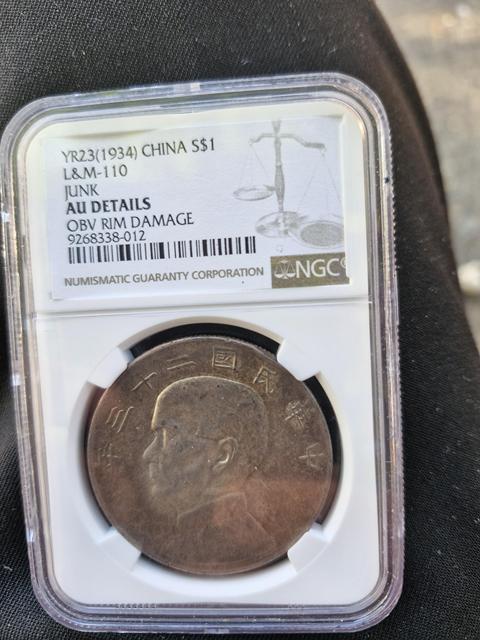 YR23(1934) CHINA S$1
L&M-110
JUNK
AU DETAILS
OBV RIM DAMAGE
9268338-012
NUMISMATIC GUARANTY CORPORATION
NGC
中華民國二十三年